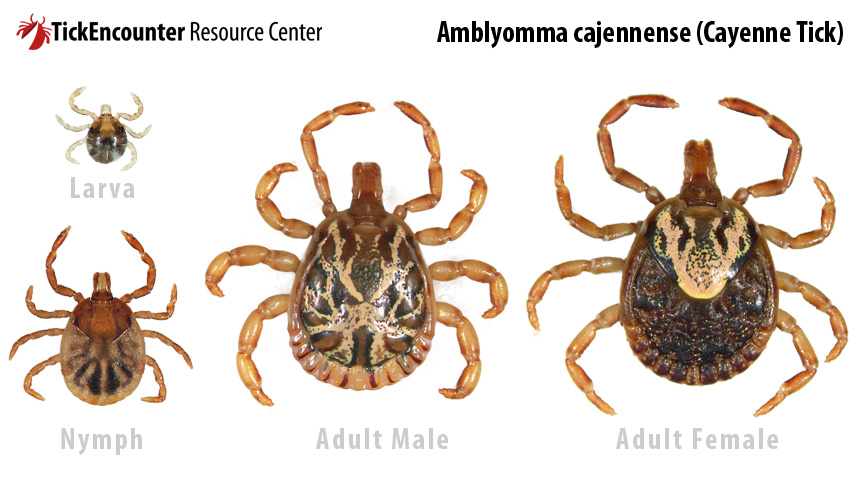 TickEncounter Resource Center
Amblyomma cajennense (Cayenne Tick)
Larva
Nymph
Adult Male
Adult Female